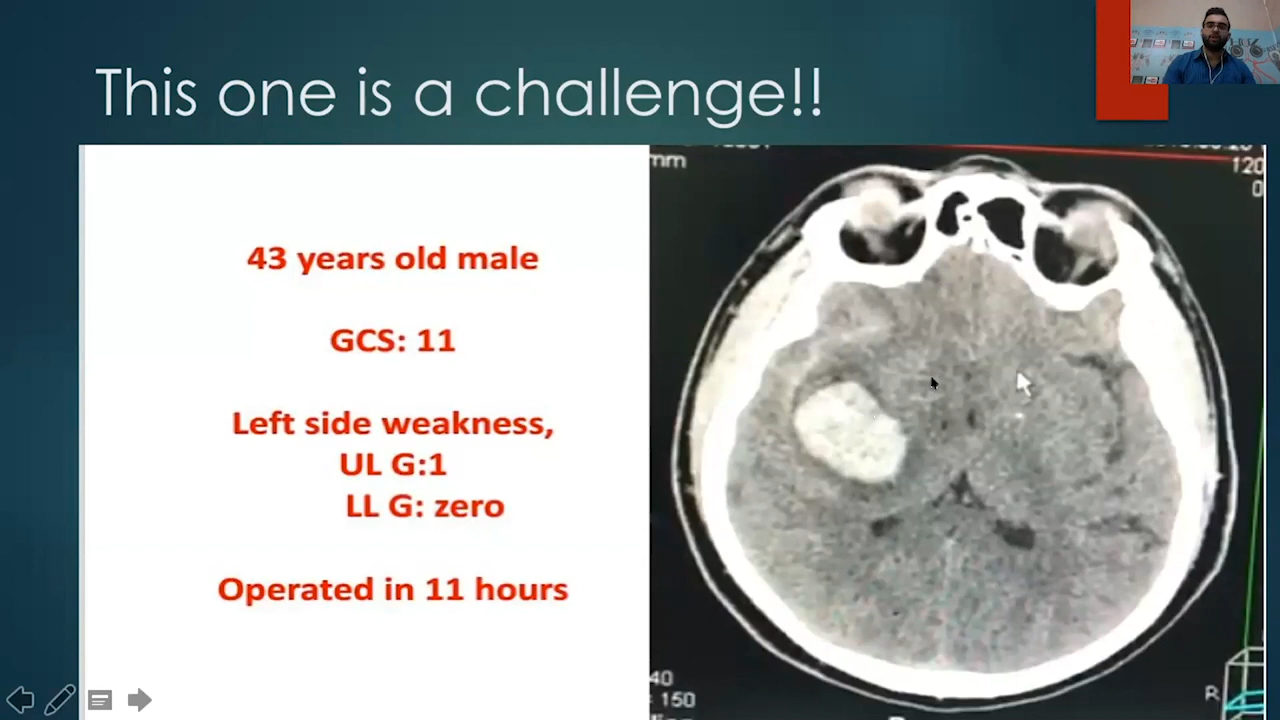 This one is a challenge!!
43 years old male
GCS: 11
Left side weakness,
UL G:1
LL G: zero
Operated in 11 hours
mm
120
0
40
150
R